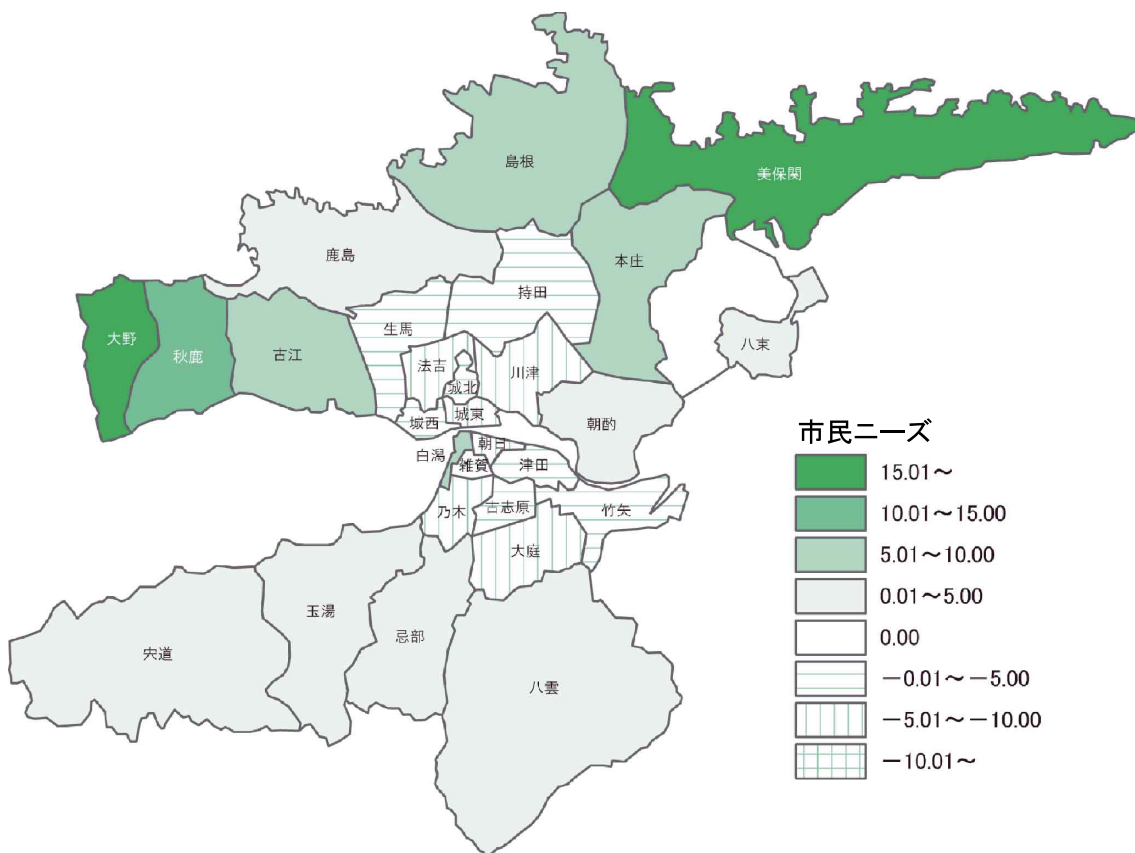 島根
美保関
鹿島
本庄
持田
大野
秋鹿
古江
生馬
八束
法吉
川津
城北
城西
城東
朝酌
白潟
朝日
雑賀
津田
乃木
古志原
竹矢
大庭
玉湯
忌部
宍道
八雲
市民ニーズ
15.01～
10.01～15.00
5.01～10.00
0.01～5.00
0.00
－0.01～－5.00
－5.01～－10.00
－10.01～